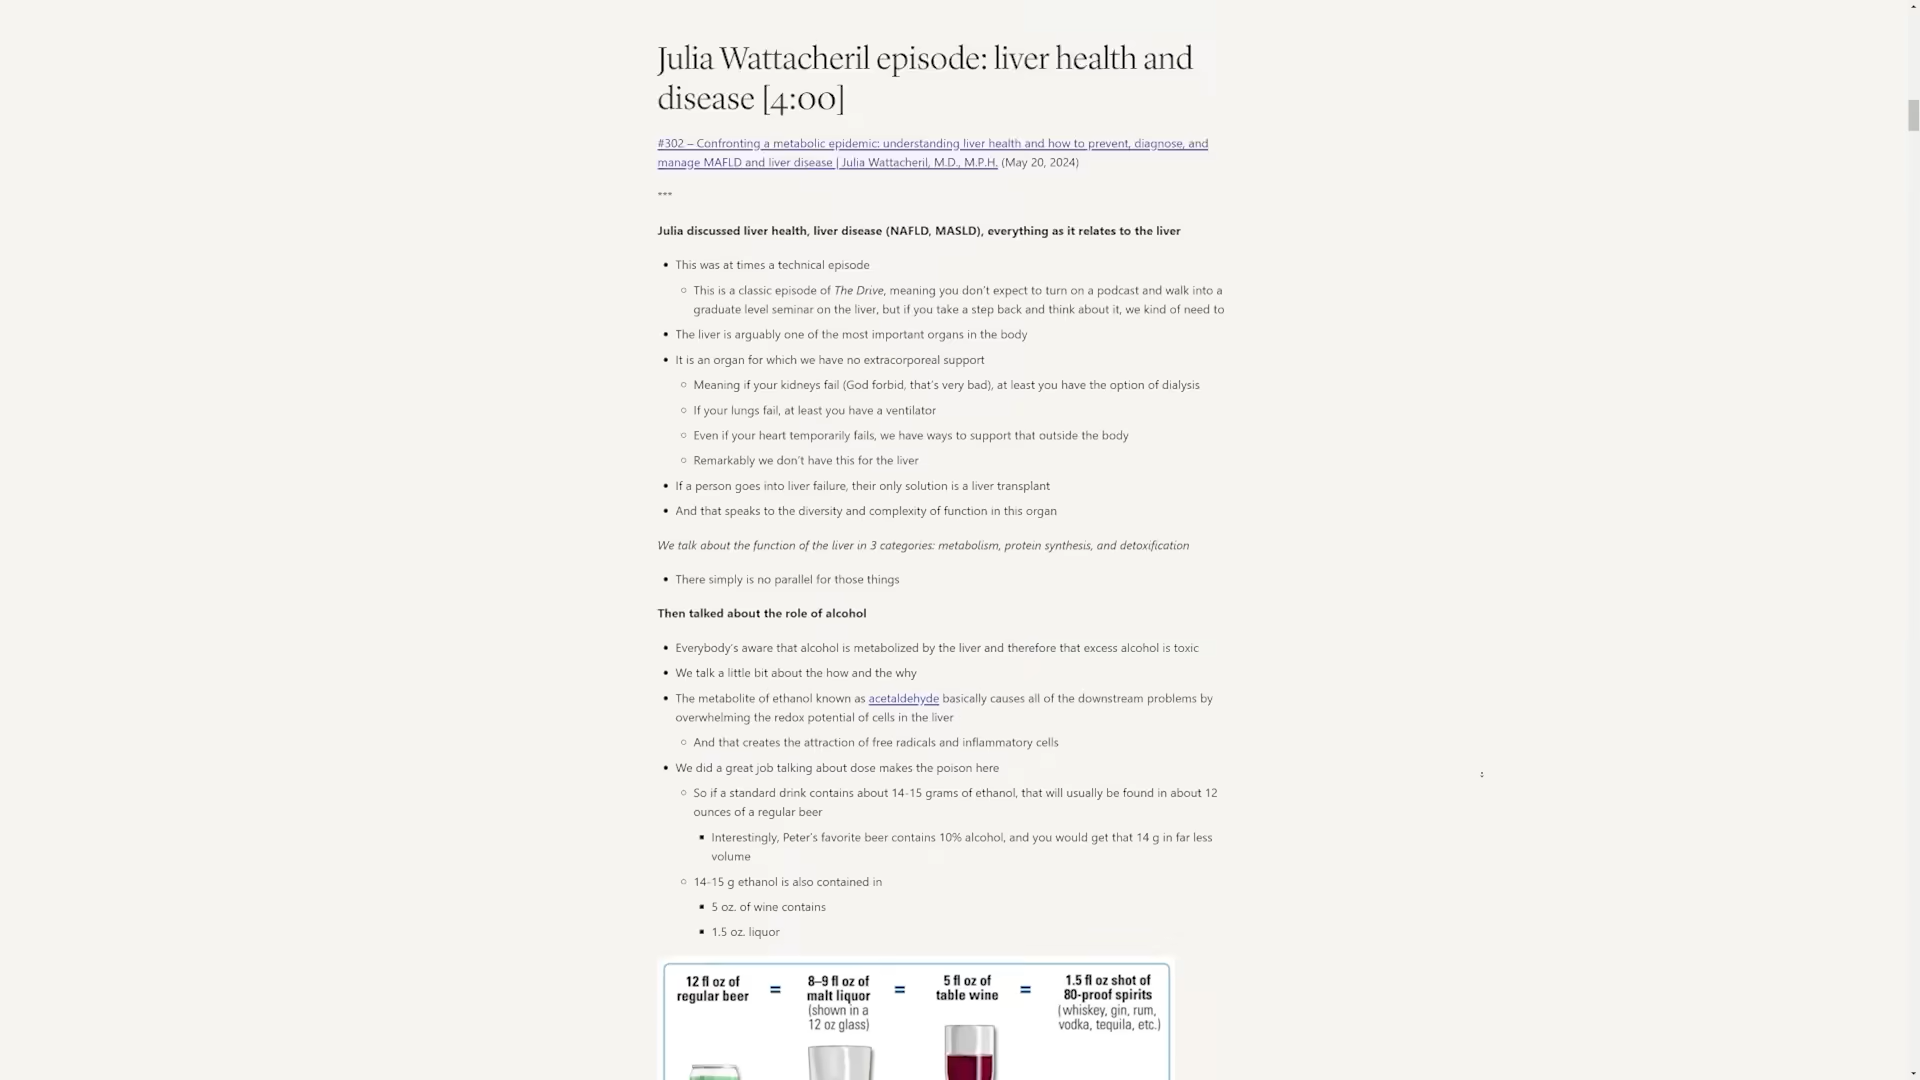 Julia Wattacheril episode: liver health and
disease [4:00]
#302 – Confronting a metabolic epidemic: understanding liver health and how to prevent, diagnose, and
manage MAFLD and liver disease | Julia Wattacheril, M.D., M.P.H. (May 20, 2024)
***
Julia discussed liver health, liver disease (NAFLD, MASLD), everything as it relates to the liver
• This was at times a technical episode
○ This is a classic episode of The Drive, meaning you don't expect to turn on a podcast and walk into a
graduate level seminar on the liver, but if you take a step back and think about it, we kind of need to
• The liver is arguably one of the most important organs in the body
• It is an organ for which we have no extracorporeal support
○ Meaning if your kidneys fail (God forbid, that's very bad), at least you have the option of dialysis
○ If your lungs fail, at least you have a ventilator
○ Even if your heart temporarily fails, we have ways to support that outside the body
○ Remarkably we don't have this for the liver
• If a person goes into liver failure, their only solution is a liver transplant
• And that speaks to the diversity and complexity of function in this organ
We talk about the function of the liver in 3 categories: metabolism, protein synthesis, and detoxification
• There simply is no parallel for those things
Then talked about the role of alcohol
• Everybody's aware that alcohol is metabolized by the liver and therefore that excess alcohol is toxic
• We talk a little bit about the how and the why
• The metabolite of ethanol known as acetaldehyde basically causes all of the downstream problems by
overwhelming the redox potential of cells in the liver
○ And that creates the attraction of free radicals and inflammatory cells
• We did a great job talking about dose makes the poison here
○ So if a standard drink contains about 14-15 grams of ethanol, that will usually be found in about 12
ounces of a regular beer
▪ Interestingly, Peter's favorite beer contains 10% alcohol, and you would get that 14 g in far less
volume
○ 14-15 g ethanol is also contained in
▪ 5 oz. of wine contains
▪ 1.5 oz. liquor
12 fl oz of
regular beer
=
8–9 fl oz of
malt liquor
(shown in a
12 oz glass)
=
5 fl oz of
table wine
=
1.5 fl oz shot of
80-proof spirits
(whiskey, gin, rum,
vodka, tequila, etc.)